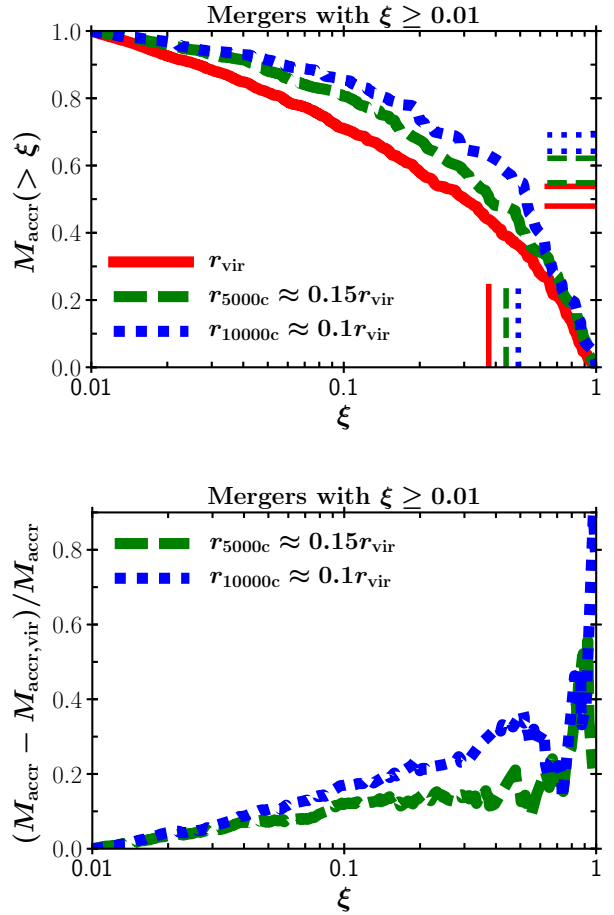 Mergers with ξ ≥ 0.01
1.0
0.8
0.6
0.4
0.2
0.0
M_accr(> ξ)
r_vir
r_5000c ≈ 0.15r_vir
r_10000c ≈ 0.1r_vir
0.01 0.1 1
ξ
Mergers with ξ ≥ 0.01
0.8
0.6
0.4
0.2
0.0
(M_accr − M_accr,vir)/M_accr
r_5000c ≈ 0.15r_vir
r_10000c ≈ 0.1r_vir
0.01 0.1 1
ξ